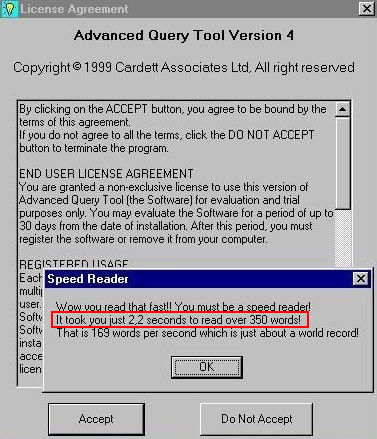 License Agreement
Advanced Query Tool Version 4
Copyright © 1999 Cardett Associates Ltd, All right reserved
By clicking on the ACCEPT button, you agree to be bound by the
terms of this agreement.
If you do not agree to all the terms, click the DO NOT ACCEPT
button to terminate the program.
END USER LICENSE AGREEMENT
You are granted a non-exclusive license to use this version of
Advanced Query Tool (the Software) for evaluation and trial
purposes only. You may evaluate the Software for a period of up to
30 days from the date of installation. After this period, you must
register the software or remove it from your computer.
REGISTERED USAGE
Each
multip
user.
Softw
Softw
insta
acce
licen
Speed Reader
Wow you read that fast!! You must be a speed reader!
It took you just 2,2 seconds to read over 350 words!
That is 169 words per second which is just about a world record!
OK
Accept
Do Not Accept